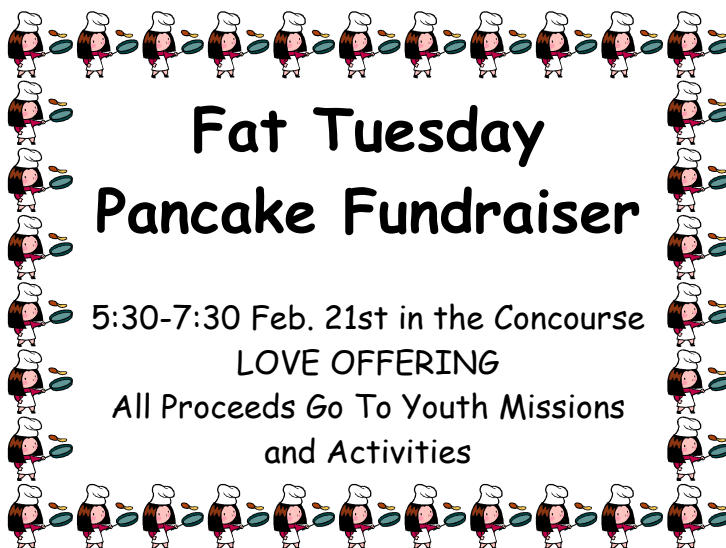 Fat Tuesday
Pancake Fundraiser
5:30-7:30 Feb. 21st in the Concourse
LOVE OFFERING
All Proceeds Go To Youth Missions
and Activities